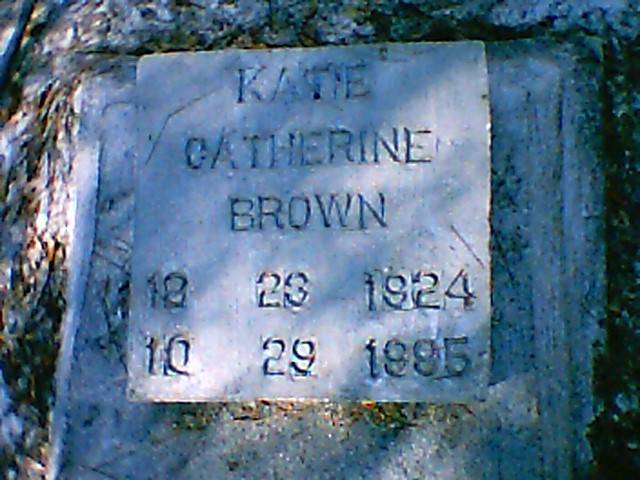 KATIE
CATHERINE
BROWN
12 23 1924
10 29 1995